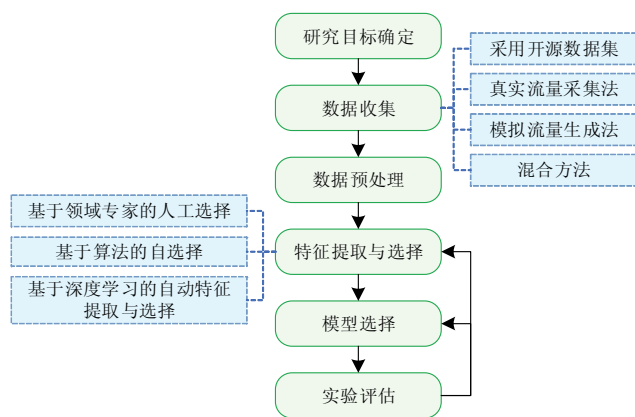 研究目标确定
采用开源数据集
真实流量采集法
数据收集
模拟流量生成法
混合方法
数据预处理
基于领域专家的人工选择
基于算法的自选择
特征提取与选择
基于深度学习的自动特征
提取与选择
模型选择
实验评估